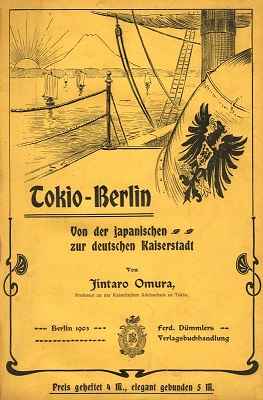 Tokio-Berlin
Von der japanischen
zur deutschen Kaiserstadt
Von
Jintaro Omura,
Professor an der Kaiserlichen Adelsschule zu Tokio.
Berlin 1903
Ferd. Dümmlers
Verlagsbuchhandlung
Preis geheftet 4 M., elegant gebunden 5 M.